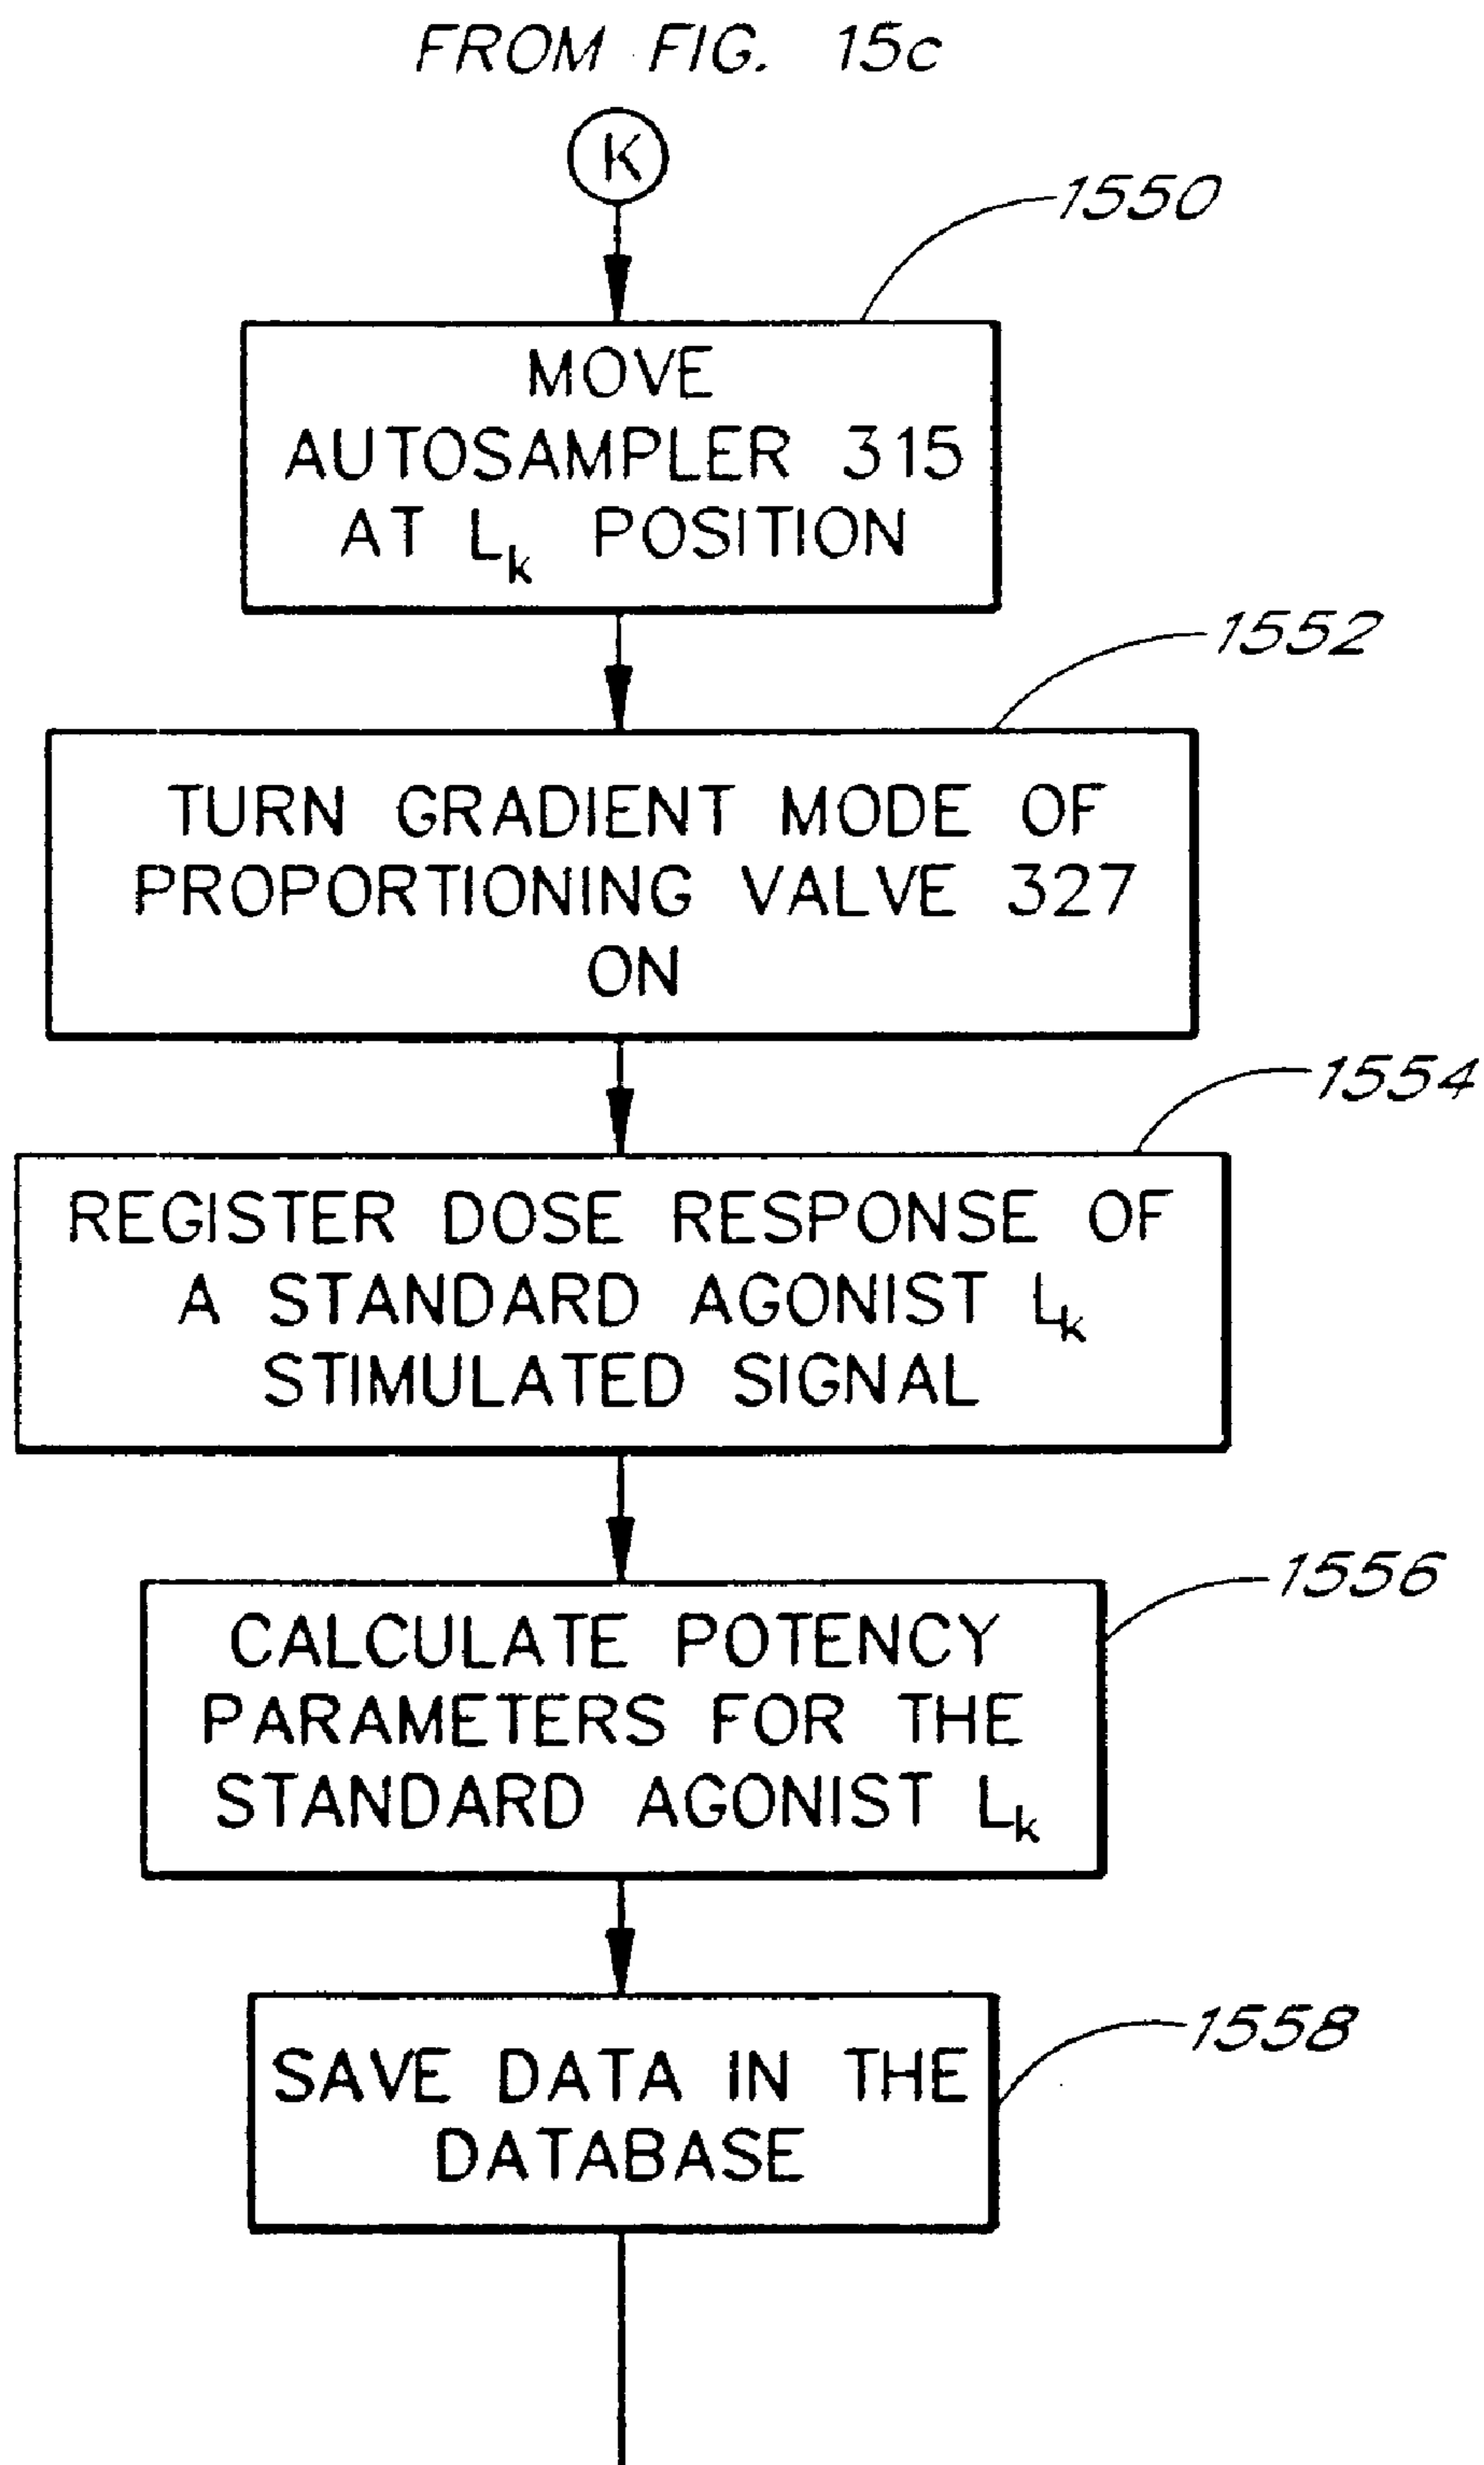 FROM FIG. 15c
K
1550
MOVE
AUTOSAMPLER 315
AT Lk POSITION
1552
TURN GRADIENT MODE OF
PROPORTIONING VALVE 327
ON
1554
REGISTER DOSE RESPONSE OF
A STANDARD AGONIST Lk
STIMULATED SIGNAL
1556
CALCULATE POTENCY
PARAMETERS FOR THE
STANDARD AGONIST Lk
1558
SAVE DATA IN THE
DATABASE